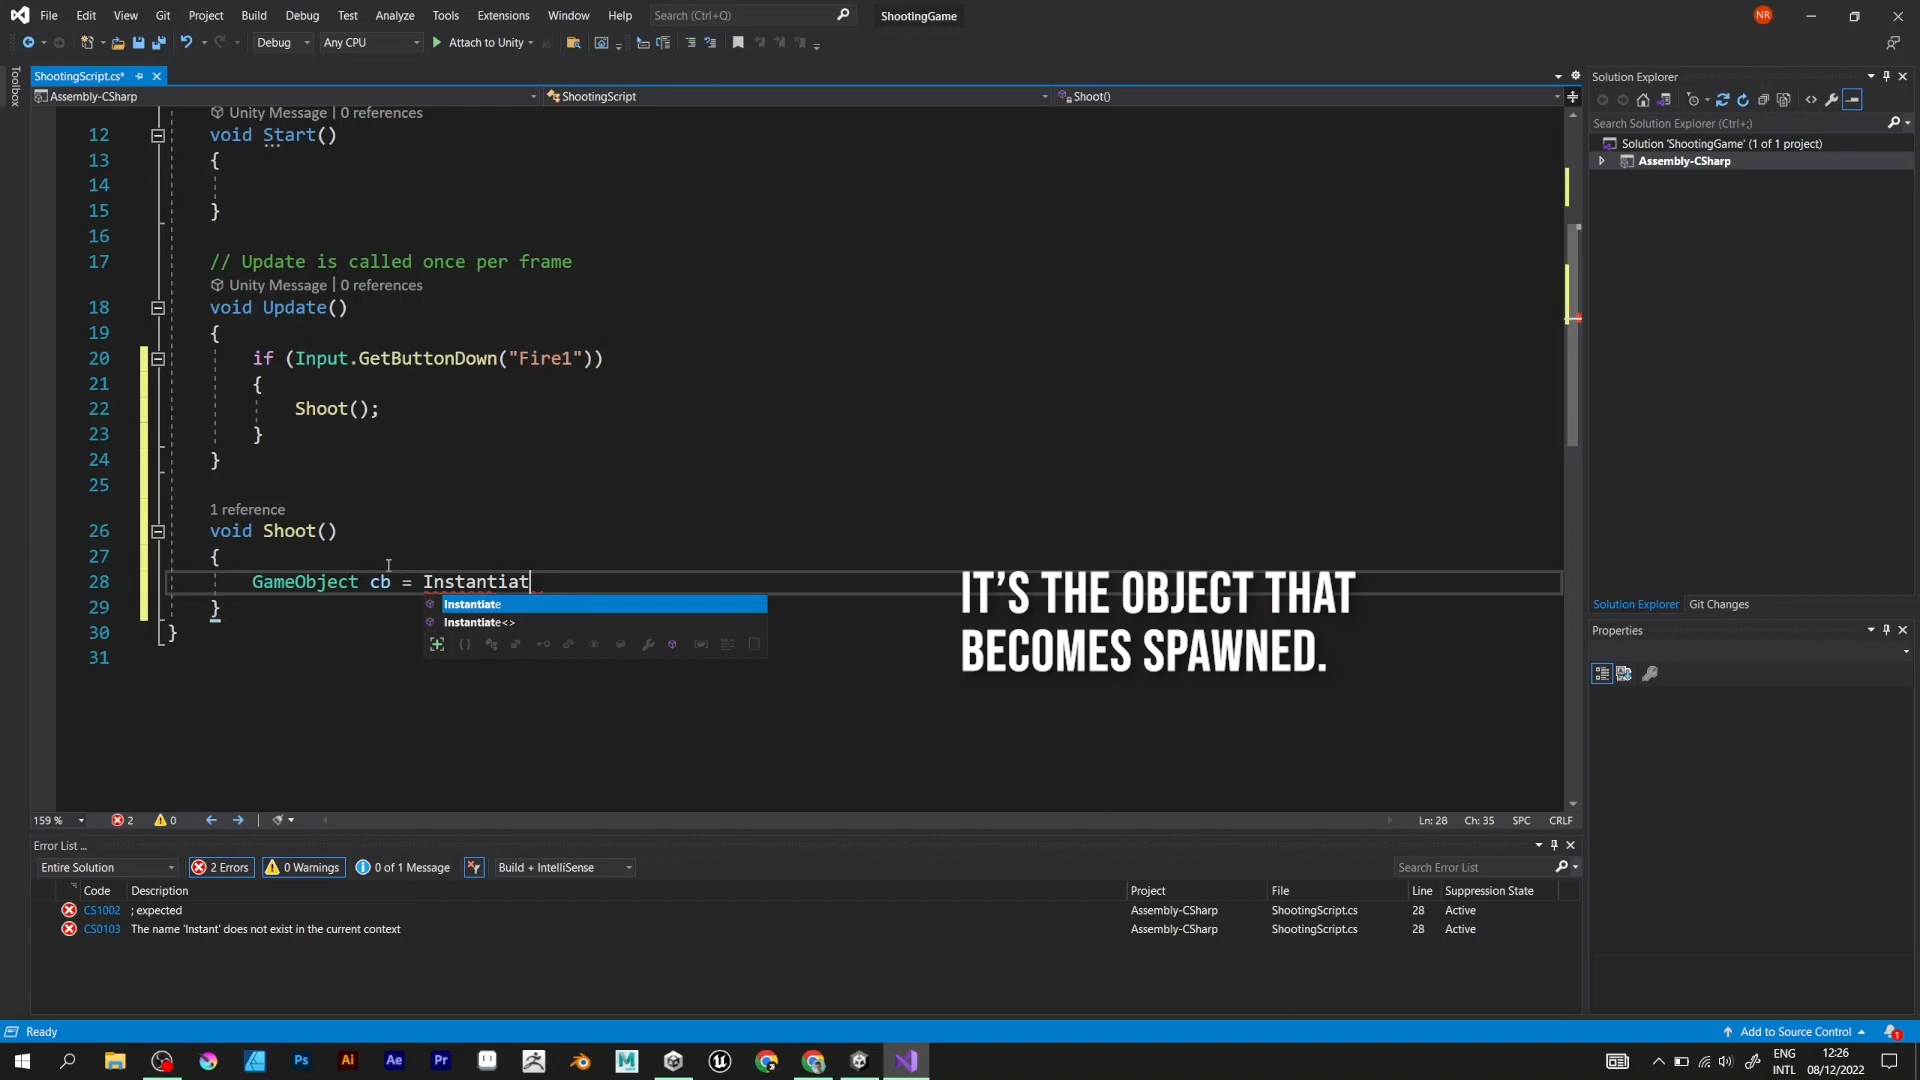 File Edit View Git Project Build Debug Test Analyze Tools Extensions Window Help Search (Ctrl+Q) ShootingGame NR
Debug Any CPU Attach to Unity
Toolbox
ShootingScript.cs*
Assembly-CSharp ShootingScript Shoot()
Unity Message | 0 references
12 void Start()
13 {
14
15 }
16
17 // Update is called once per frame
Unity Message | 0 references
18 void Update()
19 {
20 if (Input.GetButtonDown("Fire1"))
21 {
22 Shoot();
23 }
24 }
25
1 reference
26 void Shoot()
27 {
28 GameObject cb = Instantiat
Instantiate
29 }
Instantiate<>
30 }
31
IT'S THE OBJECT THAT
BECOMES SPAWNED.
159 % 2 0 Ln: 28 Ch: 35 SPC CRLF
Error List ...
Entire Solution 2 Errors 0 Warnings 0 of 1 Message Build + IntelliSense Search Error List
Code Description Project File Line Suppression State
CS1002 ; expected Assembly-CSharp ShootingScript.cs 28 Active
CS0103 The name 'Instant' does not exist in the current context Assembly-CSharp ShootingScript.cs 28 Active
Solution Explorer
Search Solution Explorer (Ctrl+;)
Solution 'ShootingGame' (1 of 1 project)
Assembly-CSharp
Solution Explorer Git Changes
Properties
Ready Add to Source Control 1
Ps Ai Ae Pr M ENG 12:26
INTL 08/12/2022